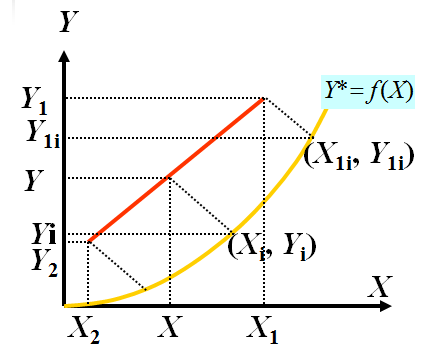 Y
Y*= f(X)
Y₁
Y₁ᵢ
(X₁ᵢ, Y₁ᵢ)
Y
Yi
(Xᵢ, Yᵢ)
Y₂
X
X₂
X
X₁